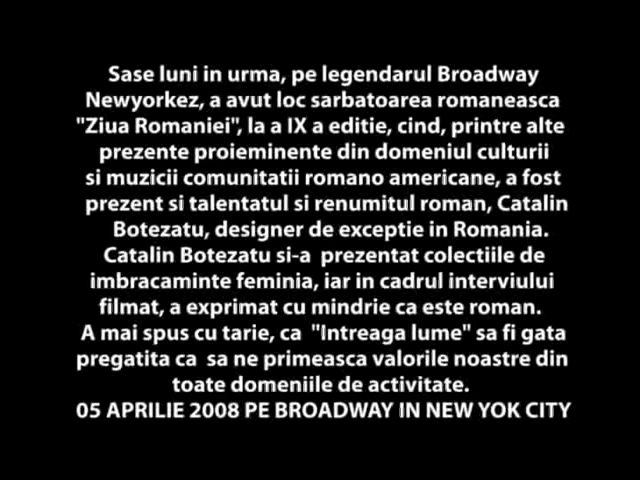 Sase luni in urma, pe legendarul Broadway
Newyorkez, a avut loc sarbatoarea romaneasca
"Ziua Romaniei", la a IX a editie, cind, printre alte
prezente proieminente din domeniul culturii
si muzicii comunitatii romano americane, a fost
prezent si talentatul si renumitul roman, Catalin
Botezatu, designer de exceptie in Romania.
Catalin Botezatu si-a  prezentat colectiile de
imbracaminte feminia, iar in cadrul interviului
filmat, a exprimat cu mindrie ca este roman.
A mai spus cu tarie, ca  "Intreaga lume" sa fi gata
pregatita ca  sa ne primeasca valorile noastre din
toate domeniile de activitate.
05 APRILIE 2008 PE BROADWAY IN NEW YOK CITY